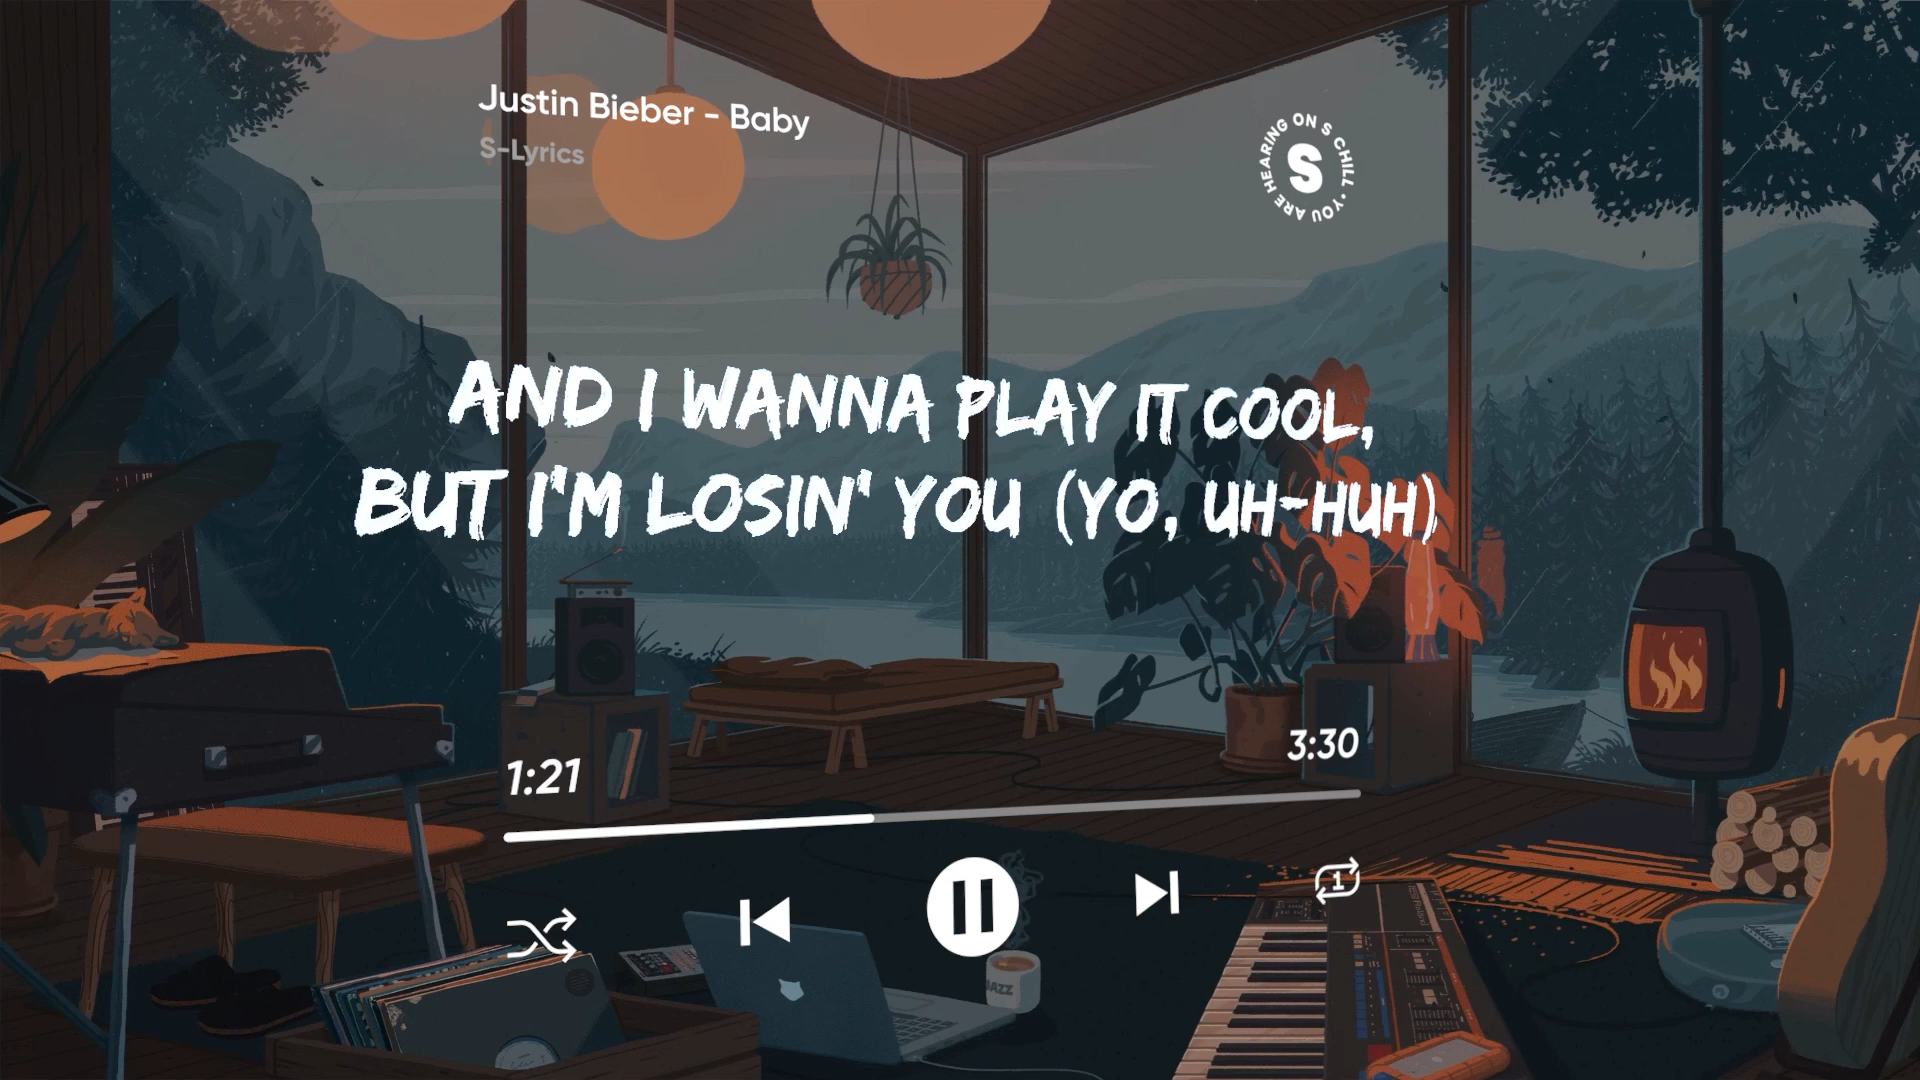 Justin Bieber - Baby
S-Lyrics
YOU ARE HEARING ON S CHILL •
S
AND I WANNA PLAY IT COOL,
BUT I'M LOSIN' YOU (YO, UH-HUH)
1:21
3:30
1
JAZZ